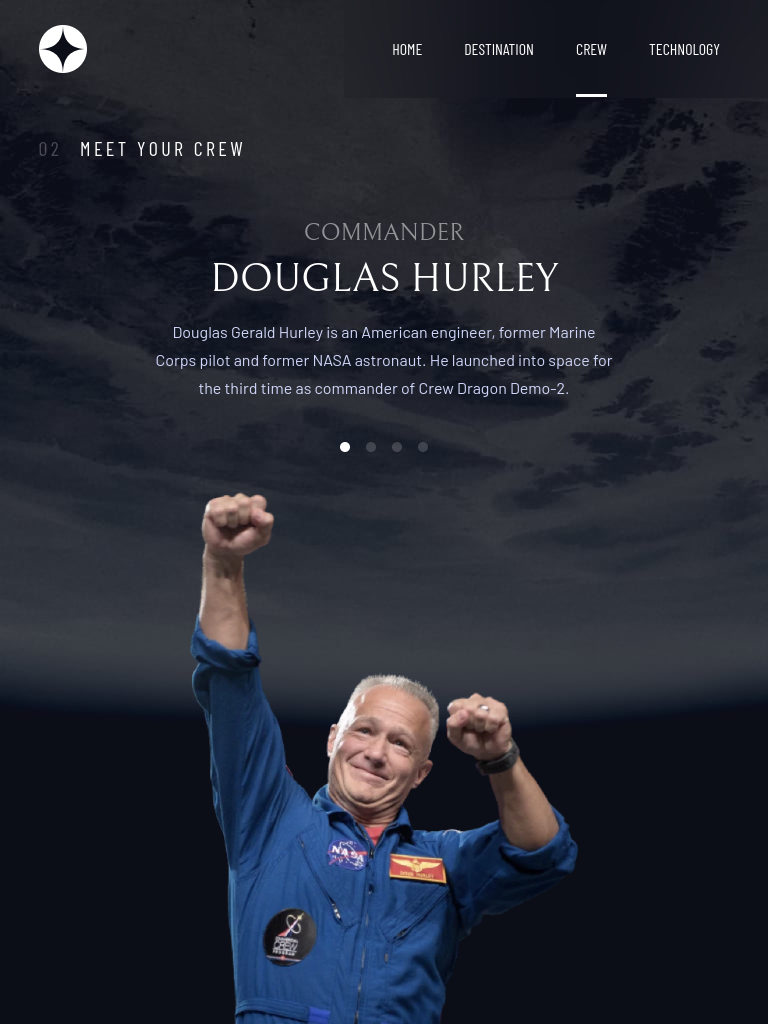 HOME DESTINATION CREW TECHNOLOGY
02 MEET YOUR CREW
COMMANDER
DOUGLAS HURLEY
Douglas Gerald Hurley is an American engineer, former Marine
Corps pilot and former NASA astronaut. He launched into space for
the third time as commander of Crew Dragon Demo-2.
NASA
CREW